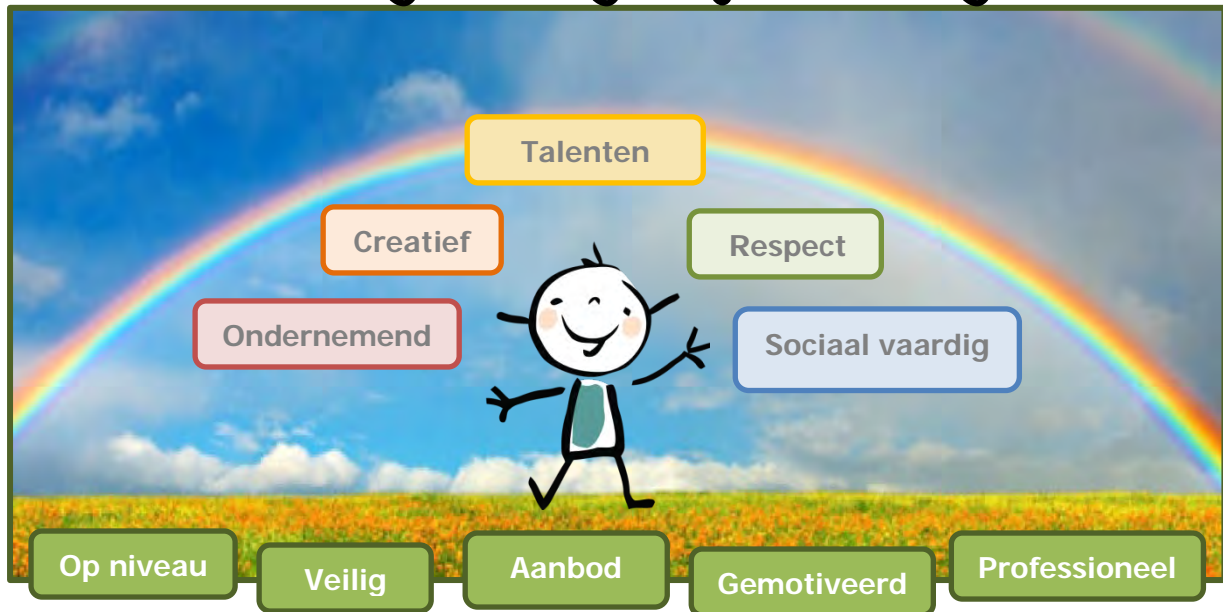 Talenten
Creatief
Respect
Ondernemend
Sociaal vaardig
Op niveau
Veilig
Aanbod
Gemotiveerd
Professioneel